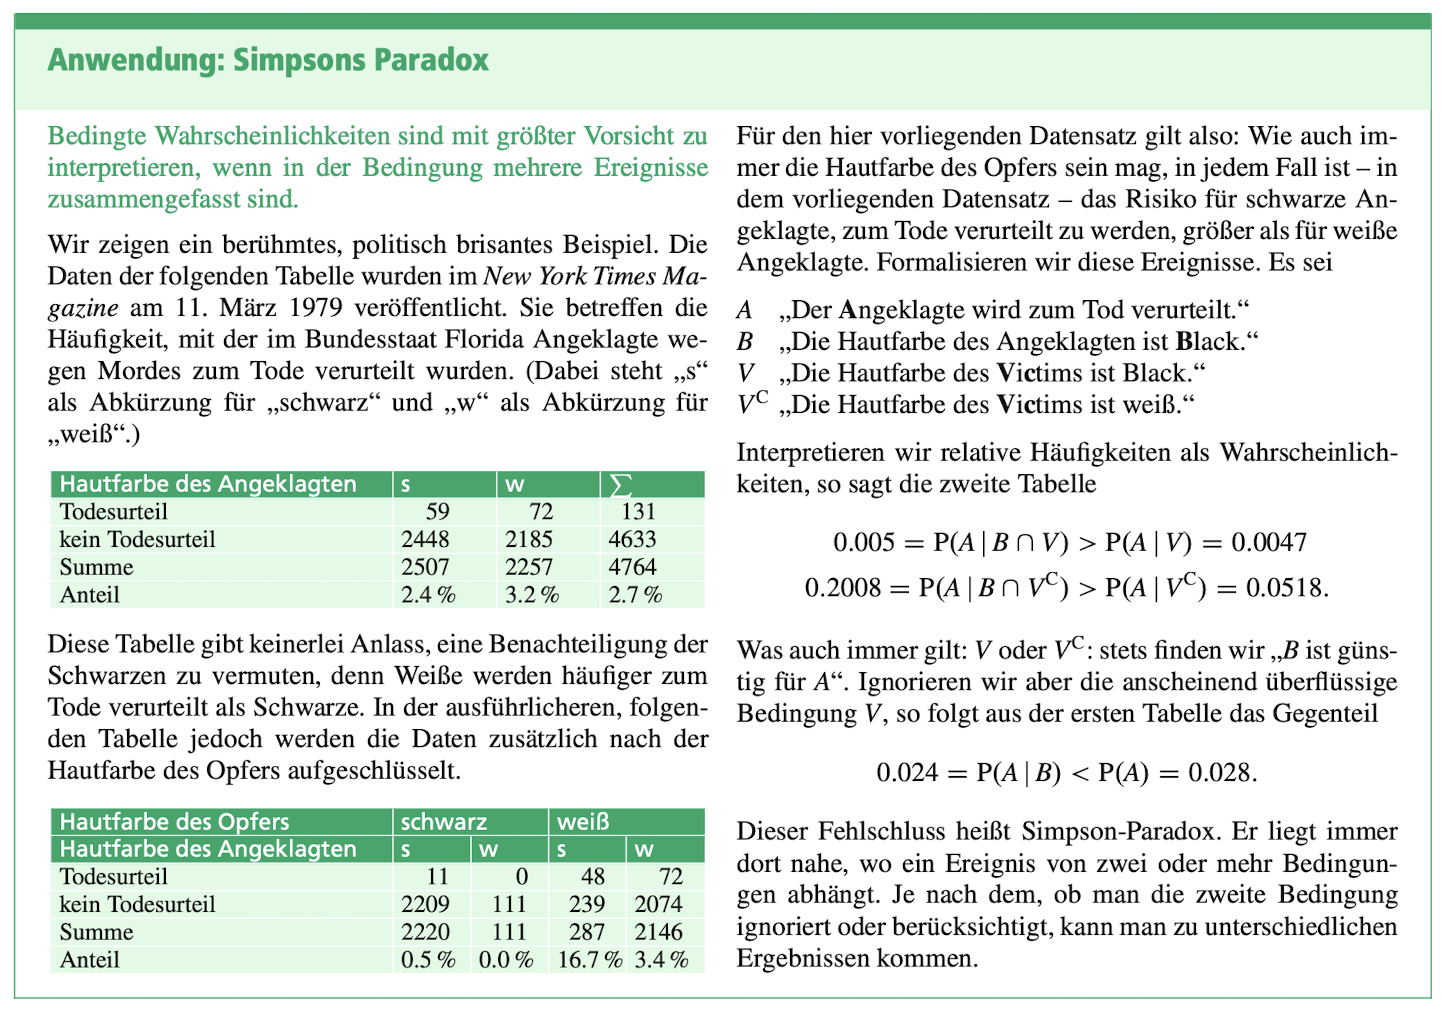 Anwendung: Simpsons Paradox
Bedingte Wahrscheinlichkeiten sind mit größter Vorsicht zu
interpretieren, wenn in der Bedingung mehrere Ereignisse
zusammengefasst sind.
Wir zeigen ein berühmtes, politisch brisantes Beispiel. Die
Daten der folgenden Tabelle wurden im New York Times Ma-
gazine am 11. März 1979 veröffentlicht. Sie betreffen die
Häufigkeit, mit der im Bundesstaat Florida Angeklagte we-
gen Mordes zum Tode verurteilt wurden. (Dabei steht „s“
als Abkürzung für „schwarz“ und „w“ als Abkürzung für
„weiß“.)
Hautfarbe des Angeklagten s w ∑
Todesurteil 59 72 131
kein Todesurteil 2448 2185 4633
Summe 2507 2257 4764
Anteil 2.4 % 3.2 % 2.7 %
Diese Tabelle gibt keinerlei Anlass, eine Benachteiligung der
Schwarzen zu vermuten, denn Weiße werden häufiger zum
Tode verurteilt als Schwarze. In der ausführlicheren, folgen-
den Tabelle jedoch werden die Daten zusätzlich nach der
Hautfarbe des Opfers aufgeschlüsselt.
Hautfarbe des Opfers schwarz weiß
Hautfarbe des Angeklagten s w s w
Todesurteil 11 0 48 72
kein Todesurteil 2209 111 239 2074
Summe 2220 111 287 2146
Anteil 0.5 % 0.0 % 16.7 % 3.4 %
Für den hier vorliegenden Datensatz gilt also: Wie auch im-
mer die Hautfarbe des Opfers sein mag, in jedem Fall ist – in
dem vorliegenden Datensatz – das Risiko für schwarze An-
geklagte, zum Tode verurteilt zu werden, größer als für weiße
Angeklagte. Formalisieren wir diese Ereignisse. Es sei
A „Der Angeklagte wird zum Tod verurteilt.“
B „Die Hautfarbe des Angeklagten ist Black.“
V „Die Hautfarbe des Victims ist Black.“
V^C „Die Hautfarbe des Victims ist weiß.“
Interpretieren wir relative Häufigkeiten als Wahrscheinlich-
keiten, so sagt die zweite Tabelle
0.005 = P(A | B ∩ V) > P(A | V) = 0.0047
0.2008 = P(A | B ∩ V^C) > P(A | V^C) = 0.0518.
Was auch immer gilt: V oder V^C: stets finden wir „B ist güns-
tig für A“. Ignorieren wir aber die anscheinend überflüssige
Bedingung V, so folgt aus der ersten Tabelle das Gegenteil
0.024 = P(A | B) < P(A) = 0.028.
Dieser Fehlschluss heißt Simpson-Paradox. Er liegt immer
dort nahe, wo ein Ereignis von zwei oder mehr Bedingun-
gen abhängt. Je nach dem, ob man die zweite Bedingung
ignoriert oder berücksichtigt, kann man zu unterschiedlichen
Ergebnissen kommen.